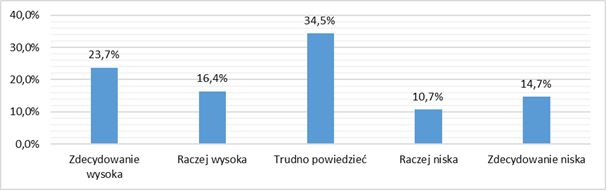 40,0%
30,0%
20,0%
10,0%
0,0%
23,7%
16,4%
34,5%
10,7%
14,7%
Zdecydowanie
wysoka
Raczej wysoka
Trudno powiedzieć
Raczej niska
Zdecydowanie niska